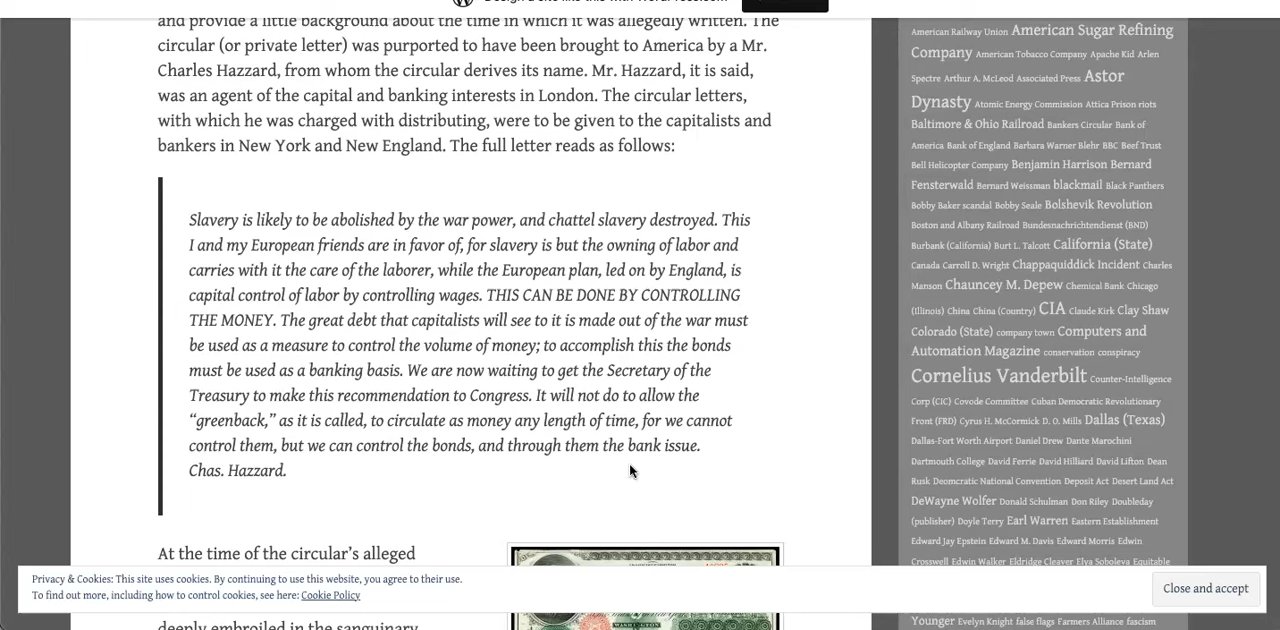 Design a site like this with WordPress.com
and provide a little background about the time in which it was allegedly written. The
circular (or private letter) was purported to have been brought to America by a Mr.
Charles Hazzard, from whom the circular derives its name. Mr. Hazzard, it is said,
was an agent of the capital and banking interests in London. The circular letters,
with which he was charged with distributing, were to be given to the capitalists and
bankers in New York and New England. The full letter reads as follows:
Slavery is likely to be abolished by the war power, and chattel slavery destroyed. This
I and my European friends are in favor of, for slavery is but the owning of labor and
carries with it the care of the laborer, while the European plan, led on by England, is
capital control of labor by controlling wages. THIS CAN BE DONE BY CONTROLLING
THE MONEY. The great debt that capitalists will see to it is made out of the war must
be used as a measure to control the volume of money; to accomplish this the bonds
must be used as a banking basis. We are now waiting to get the Secretary of the
Treasury to make this recommendation to Congress. It will not do to allow the
“greenback,” as it is called, to circulate as money any length of time, for we cannot
control them, but we can control the bonds, and through them the bank issue.
Chas. Hazzard.
At the time of the circular’s alleged
deeply embroiled in the sanguinary
WASHINGTON
American Railway Union American Sugar Refining
Company American Tobacco Company Apache Kid Arlen
Spectre Arthur A. McLeod Associated Press Astor
Dynasty Atomic Energy Commission Attica Prison riots
Baltimore & Ohio Railroad Bankers Circular Bank of
America Bank of England Barbara Warner Blehr BBC Beef Trust
Bell Helicopter Company Benjamin Harrison Bernard
Fensterwald Bernard Weissman blackmail Black Panthers
Bobby Baker scandal Bobby Seale Bolshevik Revolution
Boston and Albany Railroad Bundesnachrichtendienst (BND)
Burbank (California) Burt L. Talcott California (State)
Canada Carroll D. Wright Chappaquiddick Incident Charles
Manson Chauncey M. Depew Chemical Bank Chicago
(Illinois) China China (Country) CIA Claude Kirk Clay Shaw
Colorado (State) company town Computers and
Automation Magazine conservation conspiracy
Cornelius Vanderbilt Counter-Intelligence
Corp (CIC) Covode Committee Cuban Democratic Revolutionary
Front (FRD) Cyrus H. McCormick D. O. Mills Dallas (Texas)
Dallas-Fort Worth Airport Daniel Drew Dante Marochini
Dartmouth College David Ferrie David Hilliard David Lifton Dean
Rusk Deomcratic National Convention Deposit Act Desert Land Act
DeWayne Wolfer Donald Schulman Don Riley Doubleday
(publisher) Doyle Terry Earl Warren Eastern Establishment
Edward Jay Epstein Edward M. Davis Edward Morris Edwin
Crosswell Edwin Walker Eldridge Cleaver Elya Soboleva Equitable
Younger Evelyn Knight false flags Farmers Alliance fascism
Privacy & Cookies: This site uses cookies. By continuing to use this website, you agree to their use.
To find out more, including how to control cookies, see here: Cookie Policy
Close and accept